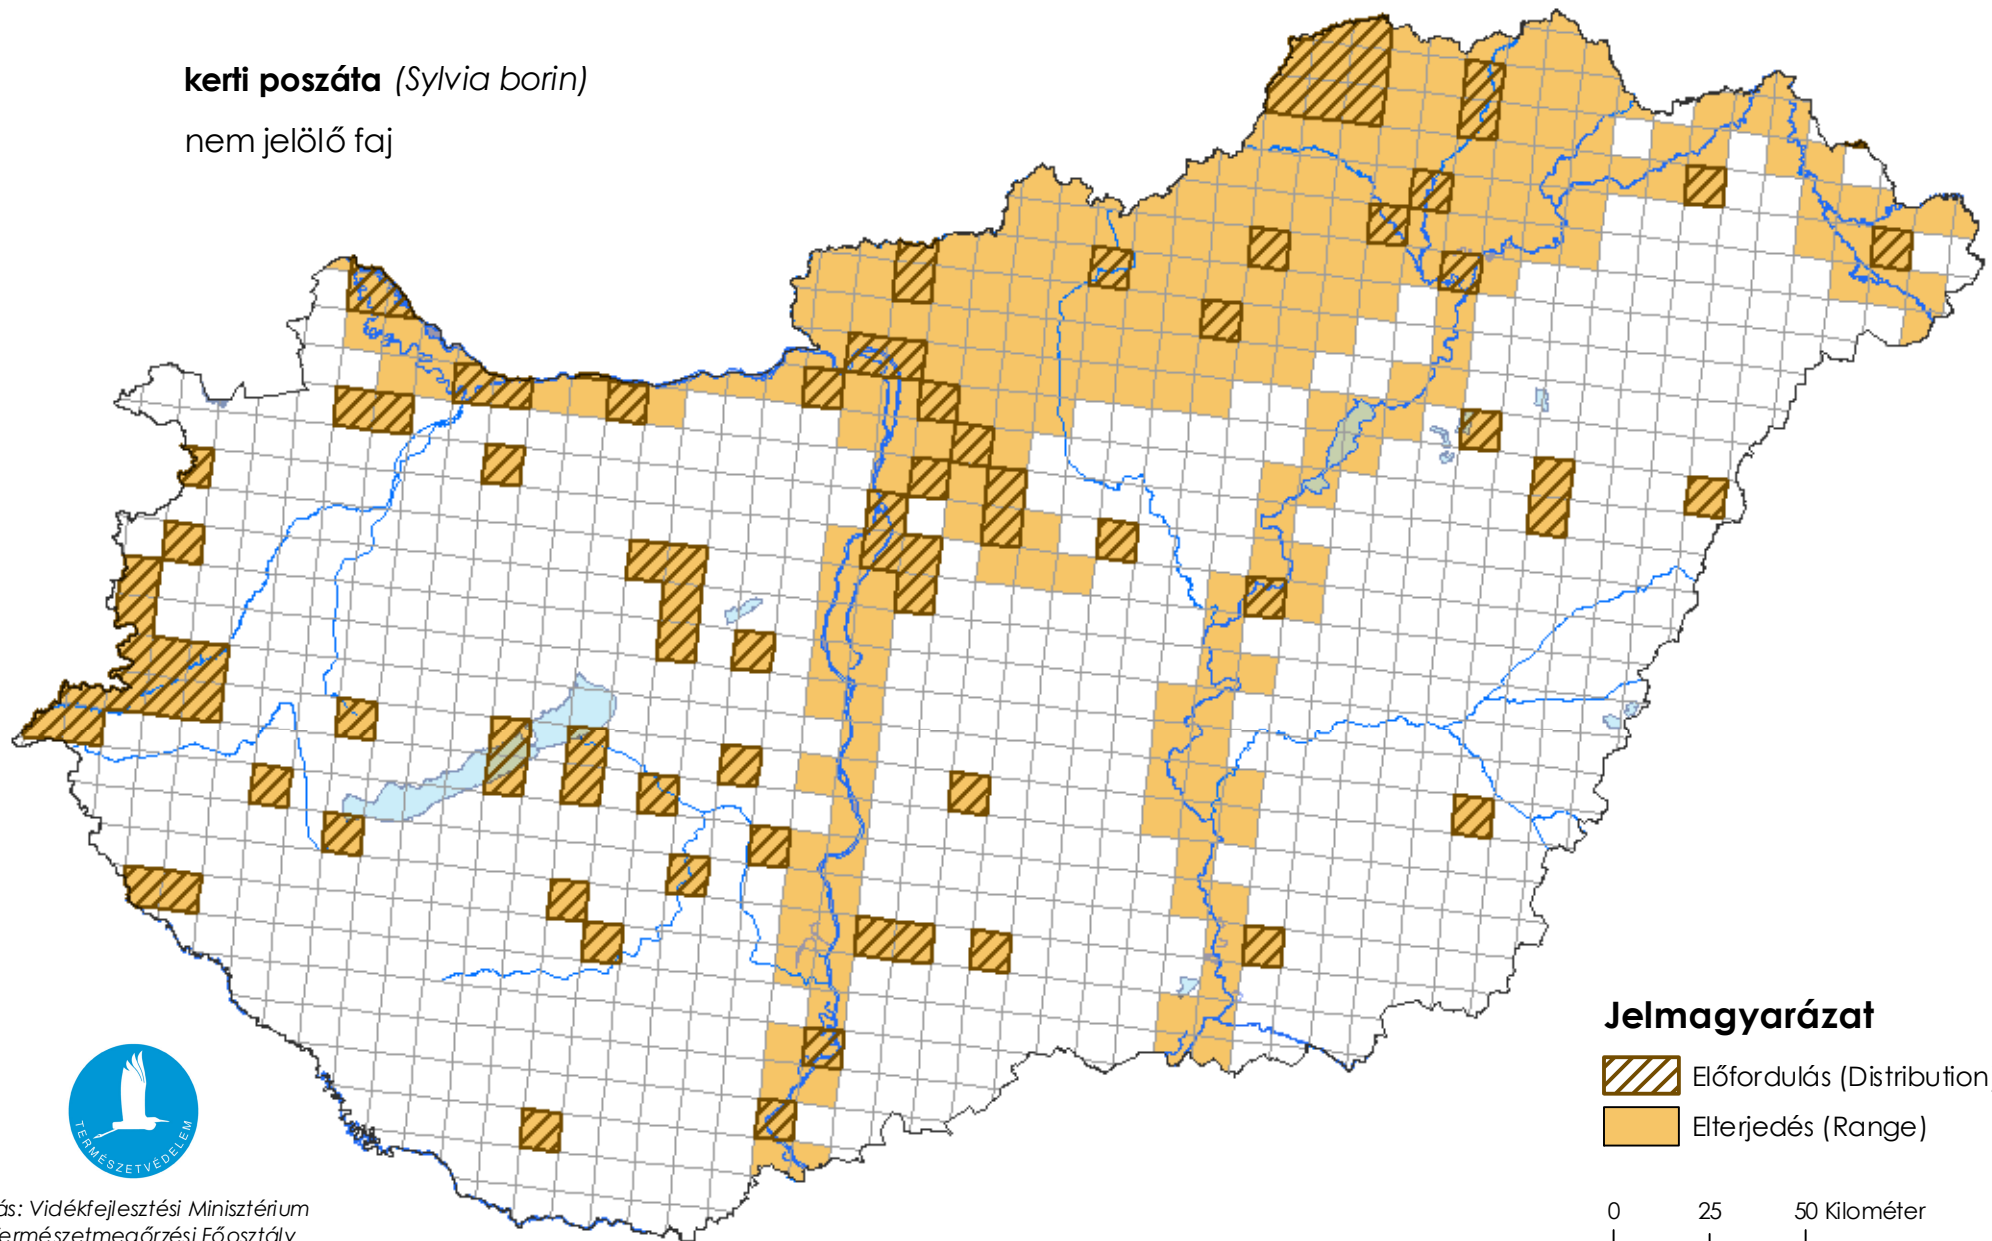 kerti poszáta (Sylvia borin)
nem jelölő faj
Jelmagyarázat
Előfordulás (Distribution
Elterjedés (Range)
0 25 50 Kilométer
TERMÉSZETVÉDELEM
ás: Vidékfejlesztési Minisztérium
ermészetmegőrzési Főosztály